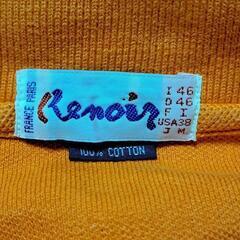 FRANCE PARIS
Renoir
I 46
D 46
F I
USA 38
J M
100% COTTON